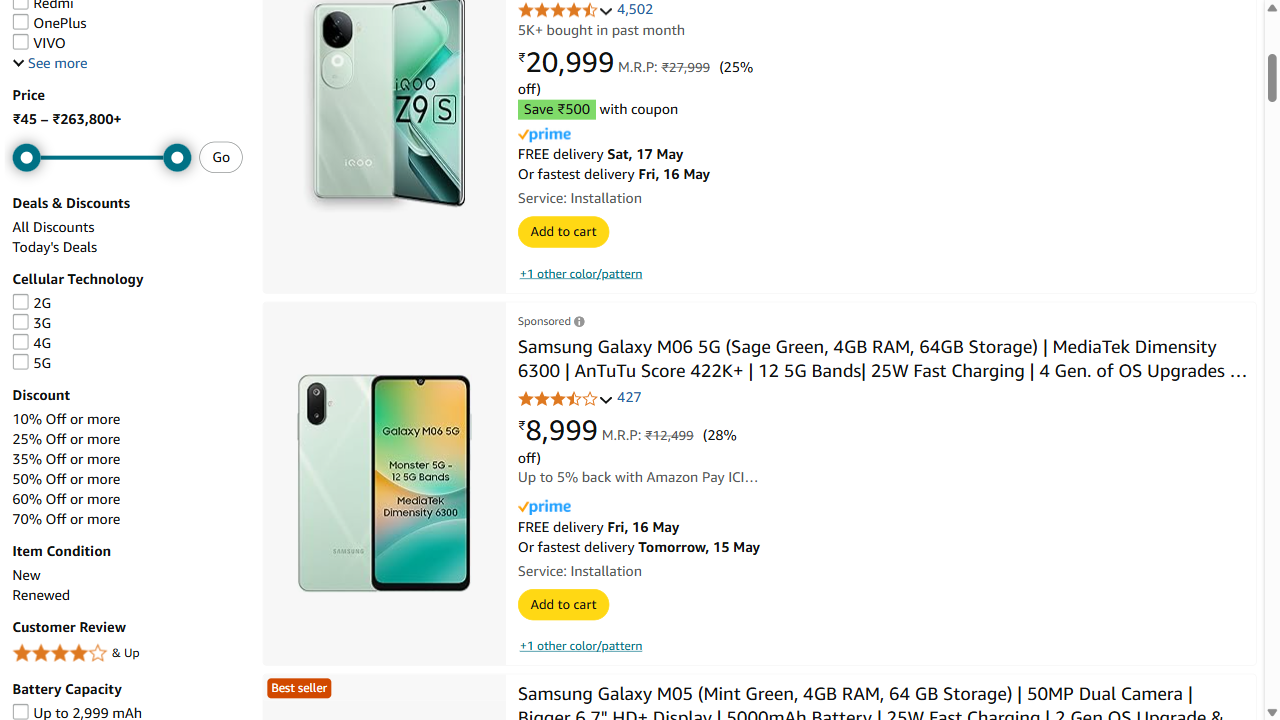 Redmi
OnePlus
VIVO
See more
Price
₹45 – ₹263,800+
Go
Deals & Discounts
All Discounts
Today's Deals
Cellular Technology
2G
3G
4G
5G
Discount
10% Off or more
25% Off or more
35% Off or more
50% Off or more
60% Off or more
70% Off or more
Item Condition
New
Renewed
Customer Review
& Up
Battery Capacity
Up to 2,999 mAh
iQOO
Z9 S
iQOO
4,502
5K+ bought in past month
₹20,999 M.R.P: ₹27,999 (25%
off)
Save ₹500 with coupon
prime
FREE delivery Sat, 17 May
Or fastest delivery Fri, 16 May
Service: Installation
Add to cart
+1 other color/pattern
Galaxy M06 5G
Monster 5G -
12 5G Bands
MediaTek
Dimensity 6300
SAMSUNG
Sponsored
Samsung Galaxy M06 5G (Sage Green, 4GB RAM, 64GB Storage) | MediaTek Dimensity
6300 | AnTuTu Score 422K+ | 12 5G Bands| 25W Fast Charging | 4 Gen. of OS Upgrades …
427
₹8,999 M.R.P: ₹12,499 (28%
off)
Up to 5% back with Amazon Pay ICI…
prime
FREE delivery Fri, 16 May
Or fastest delivery Tomorrow, 15 May
Service: Installation
Add to cart
+1 other color/pattern
Best seller
Samsung Galaxy M05 (Mint Green, 4GB RAM, 64 GB Storage) | 50MP Dual Camera |
Bigger 6.7" HD+ Display | 5000mAh Battery | 25W Fast Charging | 2 Gen OS Upgrade &